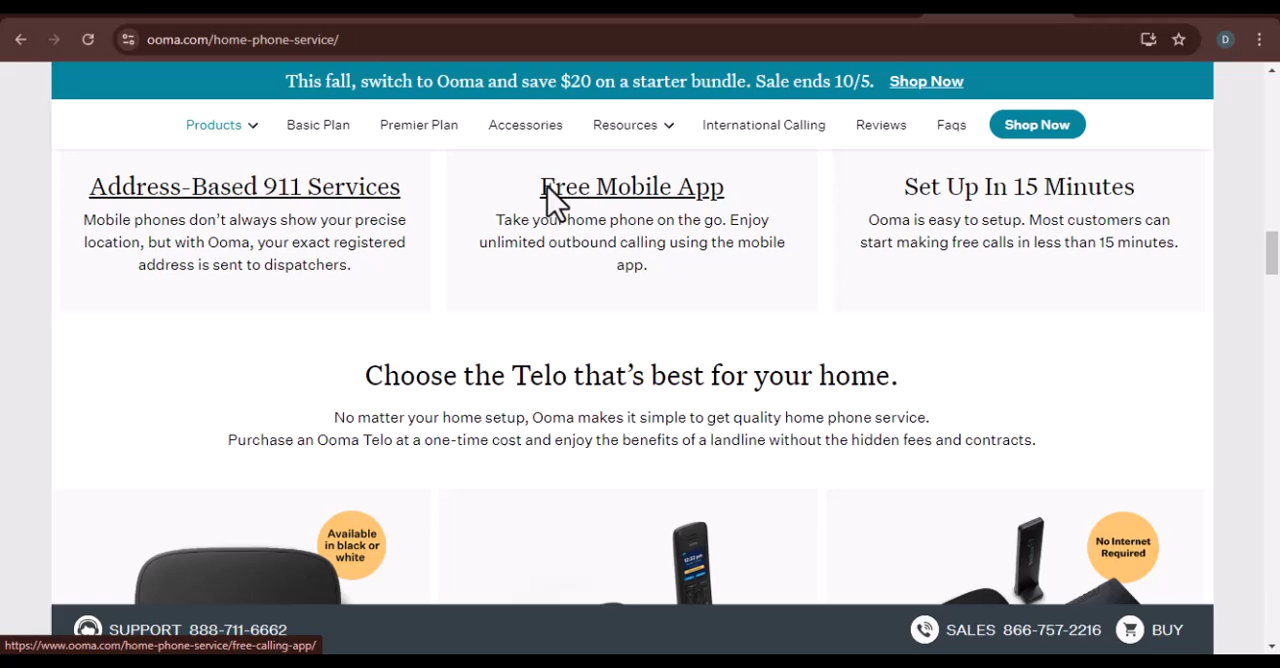 ooma.com/home-phone-service/
D
This fall, switch to Ooma and save $20 on a starter bundle. Sale ends 10/5. Shop Now
Products Basic Plan Premier Plan Accessories Resources International Calling Reviews Faqs Shop Now
Address-Based 911 Services
Mobile phones don’t always show your precise
location, but with Ooma, your exact registered
address is sent to dispatchers.
Free Mobile App
Take your home phone on the go. Enjoy
unlimited outbound calling using the mobile
app.
Set Up In 15 Minutes
Ooma is easy to setup. Most customers can
start making free calls in less than 15 minutes.
Choose the Telo that’s best for your home.
No matter your home setup, Ooma makes it simple to get quality home phone service.
Purchase an Ooma Telo at a one-time cost and enjoy the benefits of a landline without the hidden fees and contracts.
Available
in black or
white
12:33 pm
No Internet
Required
SUPPORT 888-711-6662
SALES 866-757-2216
BUY
https://www.ooma.com/home-phone-service/free-calling-app/